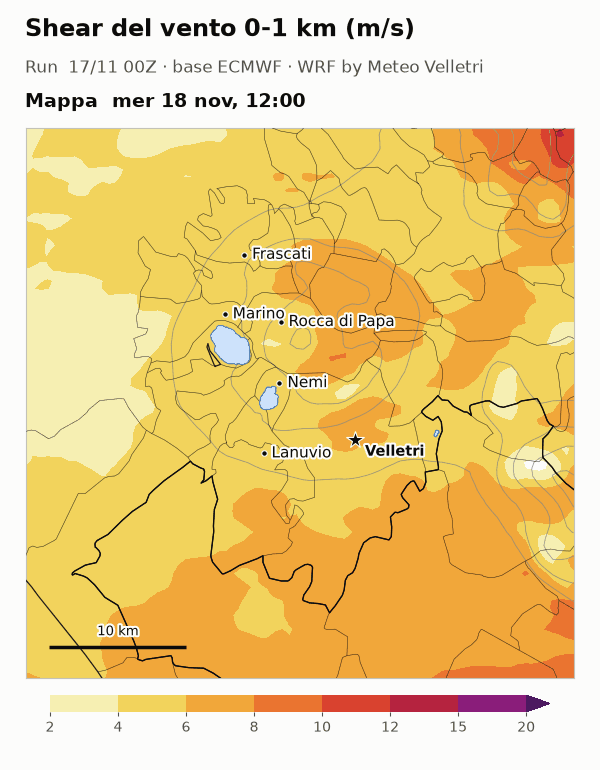 Shear del vento 0-1 km (m/s)
Run 17/11 00Z · base ECMWF · WRF by Meteo Velletri
Mappa mer 18 nov, 12:00
Frascati
Marino
Rocca di Papa
Nemi
Velletri
Lanuvio
10 km
2 4 6 8 10 12 15 20